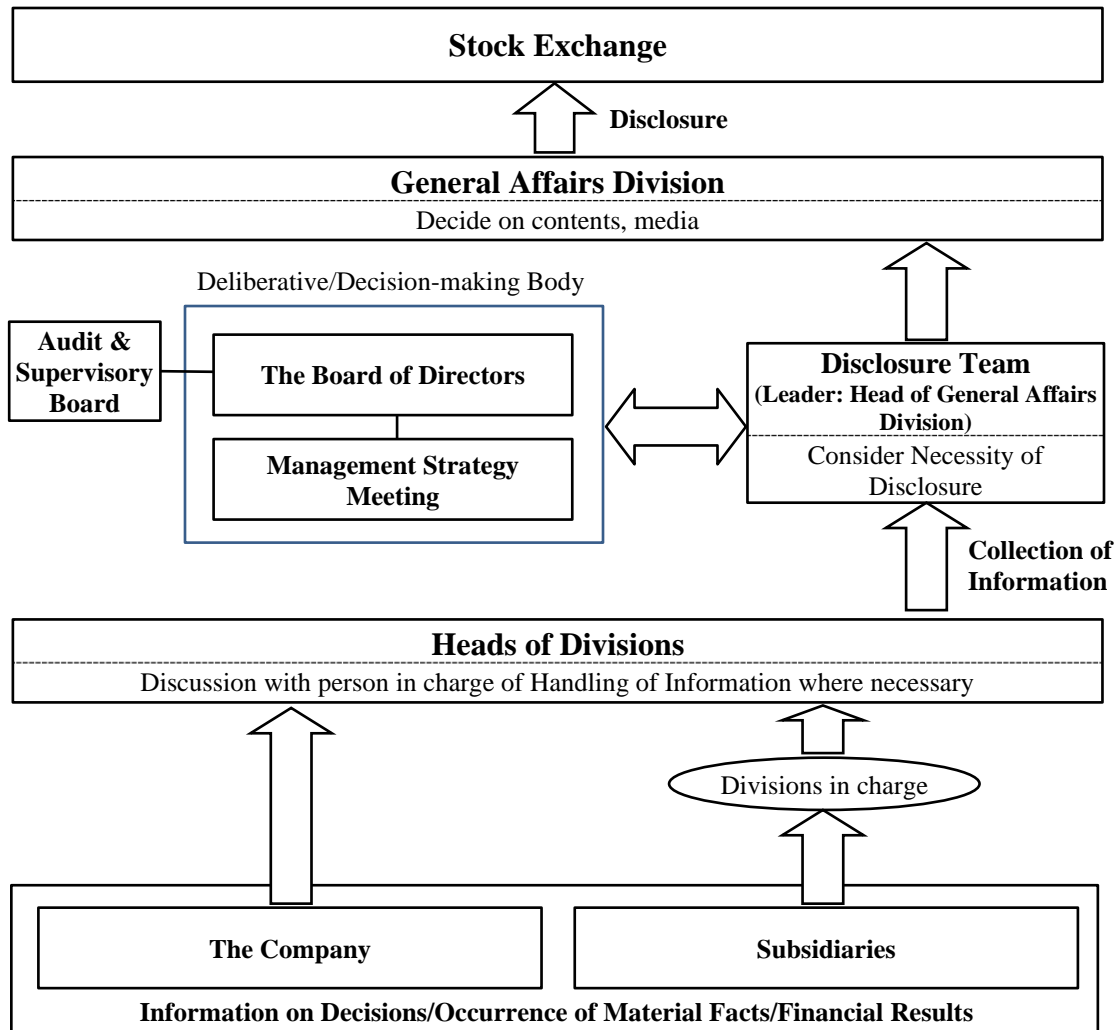 Stock Exchange
Disclosure
General Affairs Division
Decide on contents, media
Deliberative/Decision-making Body
Audit &
Supervisory
Board
The Board of Directors
Management Strategy
Meeting
Disclosure Team
(Leader: Head of General Affairs
Division)
Consider Necessity of
Disclosure
Collection of
Information
Heads of Divisions
Discussion with person in charge of Handling of Information where necessary
Divisions in charge
The Company
Subsidiaries
Information on Decisions/Occurrence of Material Facts/Financial Results